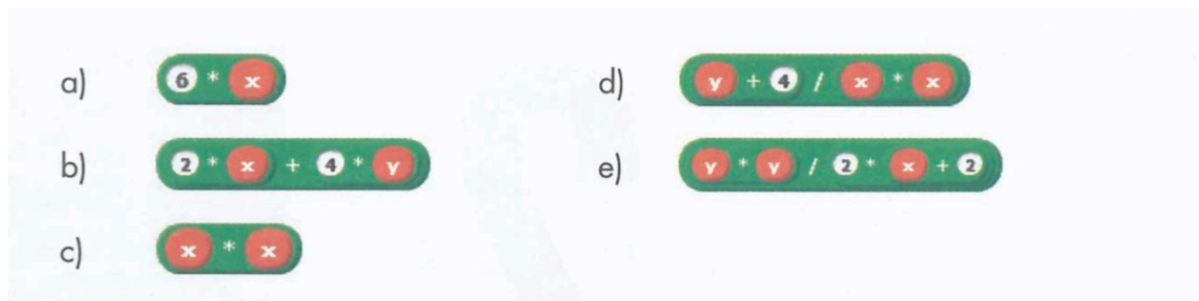 a) 6 * x
b) 2 * x + 4 * y
c) x * x
d) y + 4 / x * x
e) y * y / 2 * x + 2